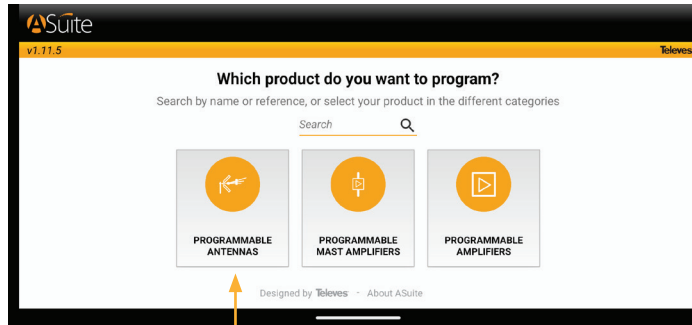 ASuite
v1.11.5
Televes
Which product do you want to program?
Search by name or reference, or select your product in the different categories
Search
PROGRAMMABLE
ANTENNAS
PROGRAMMABLE
MAST AMPLIFIERS
PROGRAMMABLE
AMPLIFIERS
Designed by Televes - About ASuite